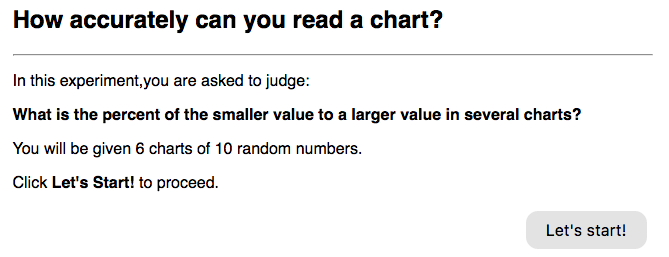 How accurately can you read a chart?
In this experiment,you are asked to judge:
What is the percent of the smaller value to a larger value in several charts?
You will be given 6 charts of 10 random numbers.
Click Let's Start! to proceed.
Let's start!